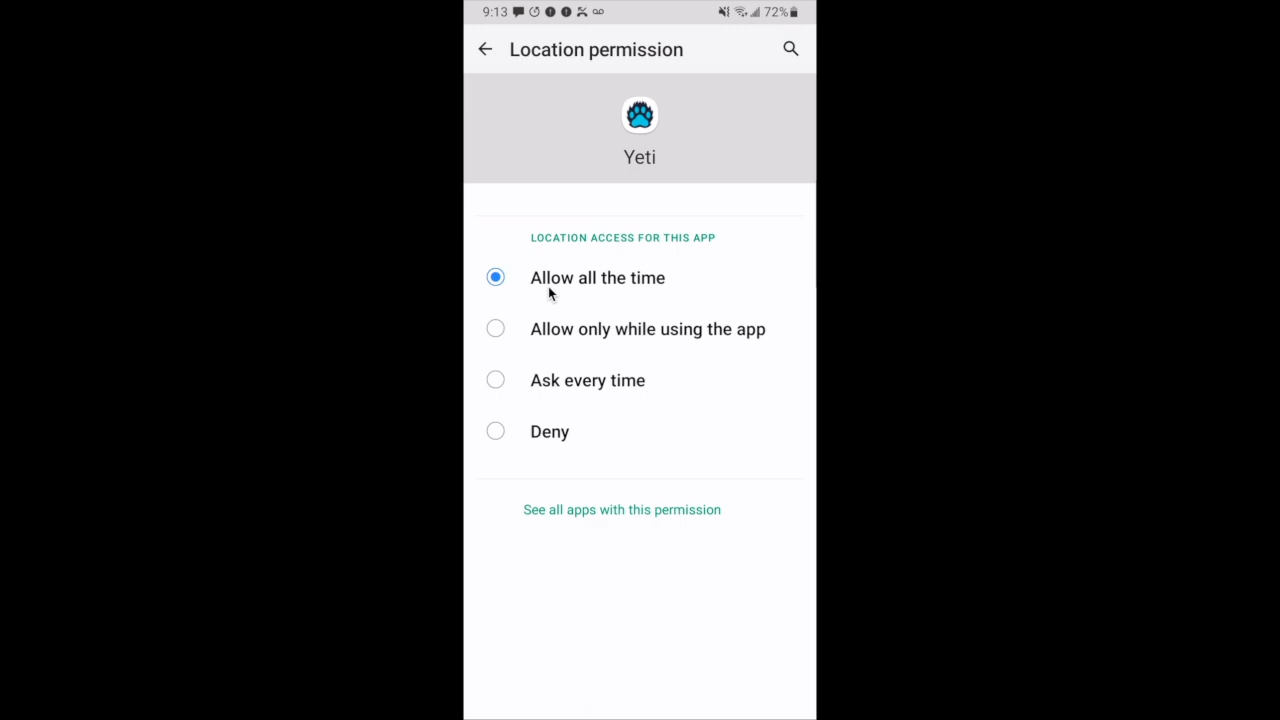 9:13 72%
Location permission
Yeti
LOCATION ACCESS FOR THIS APP
Allow all the time
Allow only while using the app
Ask every time
Deny
See all apps with this permission